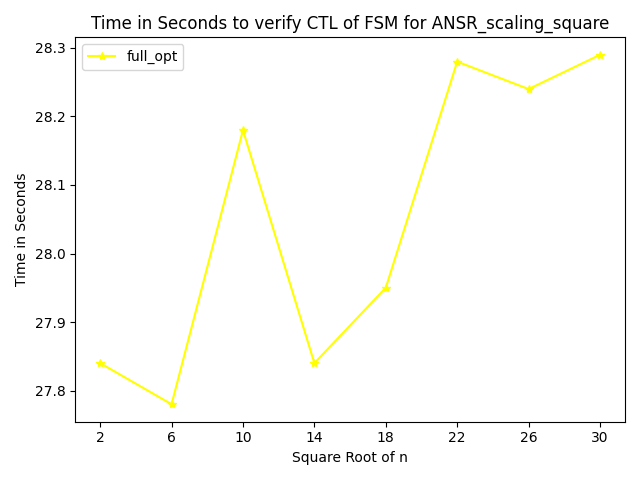 Time in Seconds to verify CTL of FSM for ANSR_scaling_square
full_opt
Time in Seconds
28.3
28.2
28.1
28.0
27.9
27.8
2 6 10 14 18 22 26 30
Square Root of n